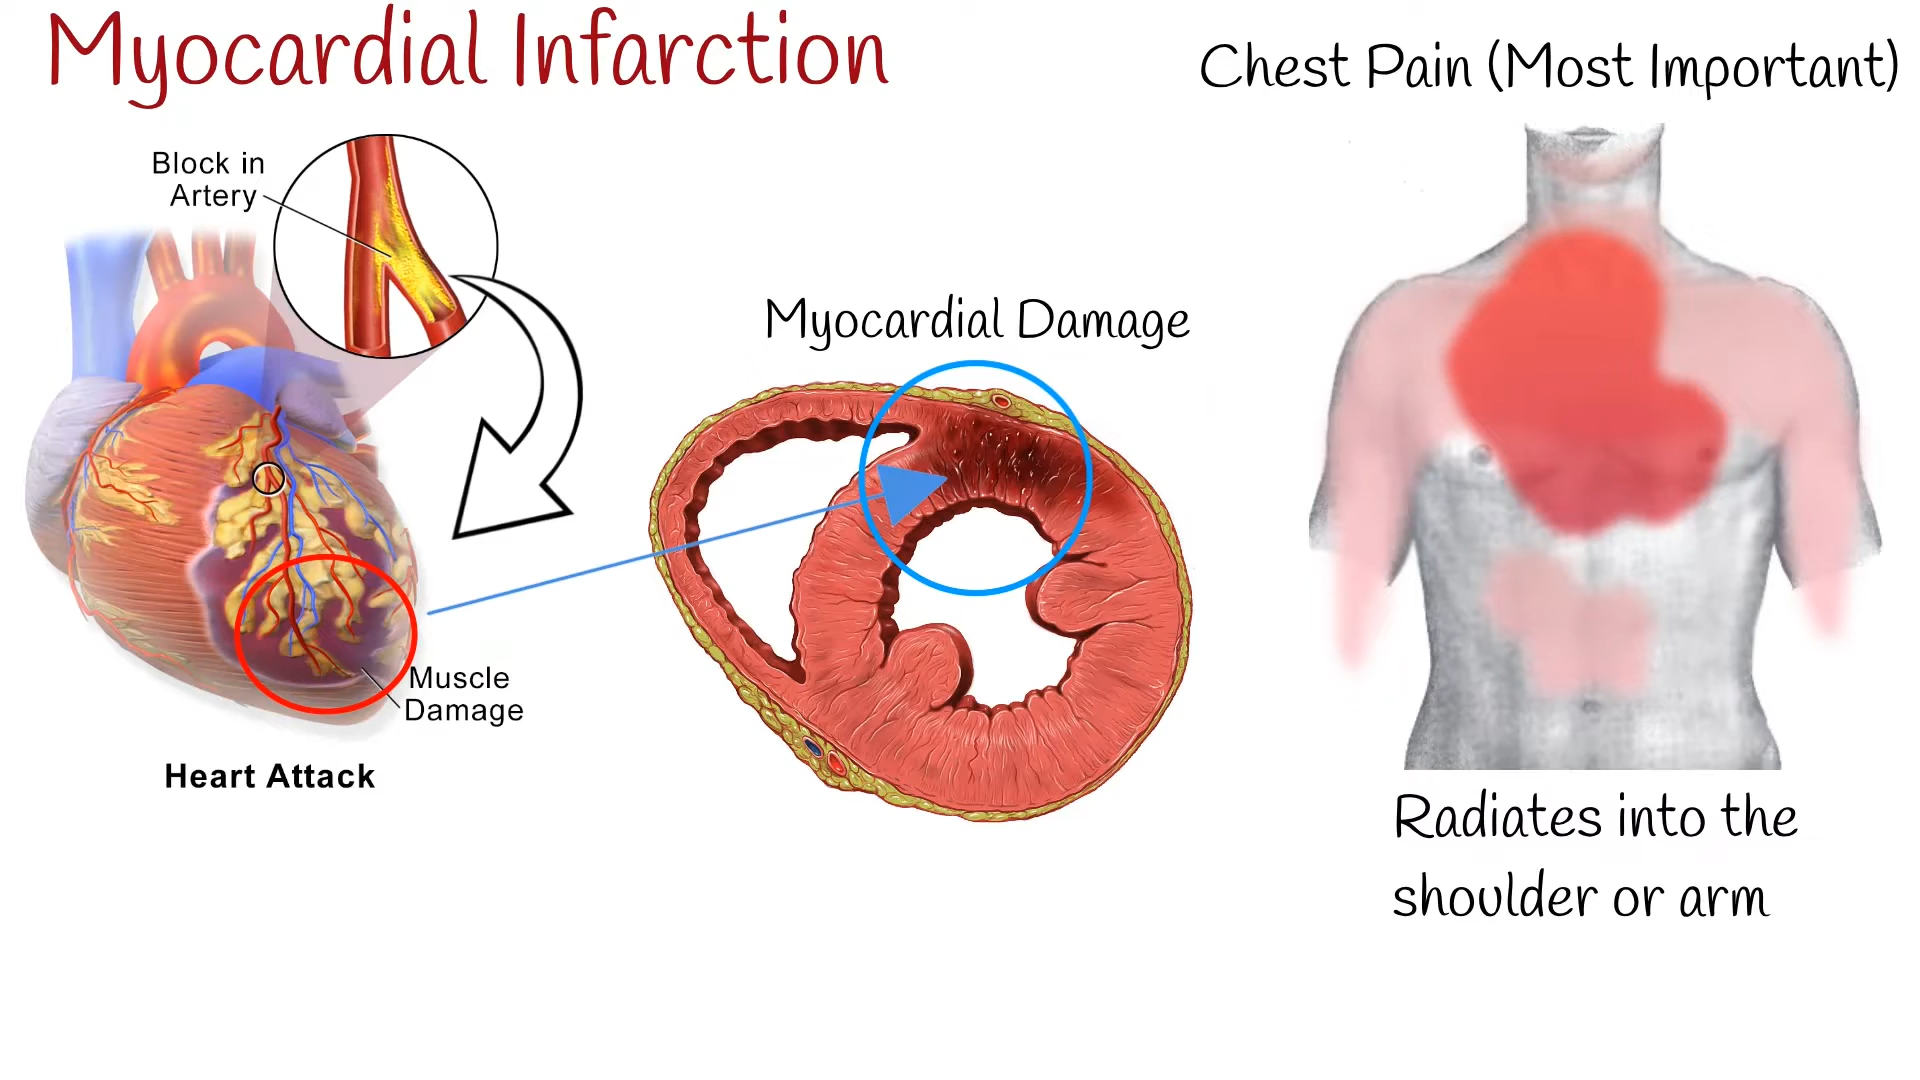 Myocardial Infarction
Chest Pain (Most Important)
Block in
Artery
Myocardial Damage
Muscle
Damage
Heart Attack
Radiates into the
shoulder or arm